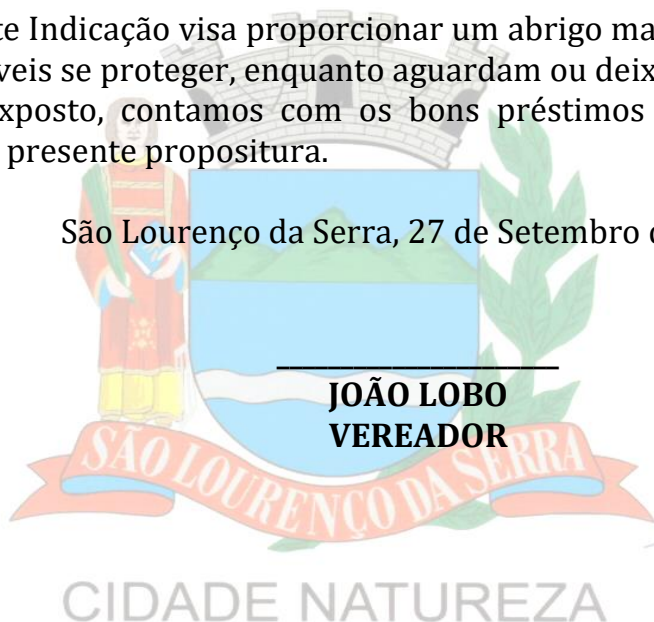 te Indicação visa proporcionar um abrigo ma
veis se proteger, enquanto aguardam ou deix
xposto, contamos com os bons préstimos
presente propositura.
São Lourenço da Serra, 27 de Setembro
JOÃO LOBO
VEREADOR
SÃO LOURENÇO DA SERRA
CIDADE NATUREZA